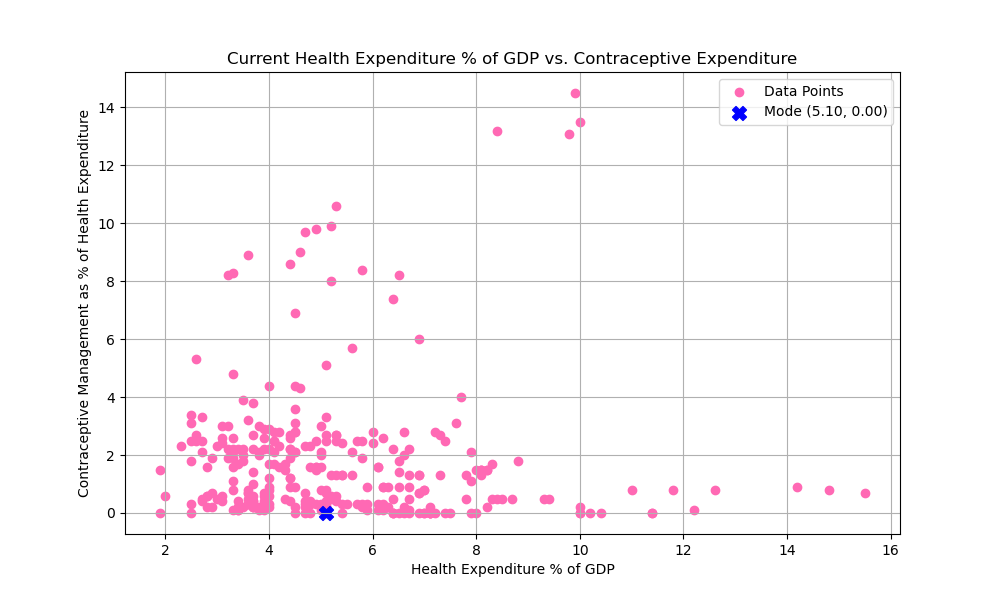 Current Health Expenditure % of GDP vs. Contraceptive Expenditure
Data Points
Mode (5.10, 0.00)
Contraceptive Management as % of Health Expenditure
14
12
10
8
6
4
2
0
2 4 6 8 10 12 14 16
Health Expenditure % of GDP